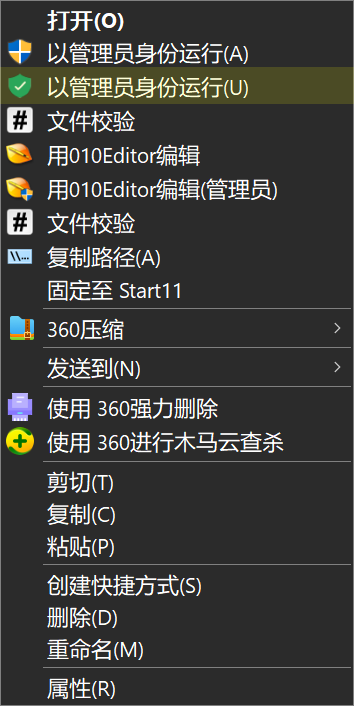 打开(O)
以管理员身份运行(A)
以管理员身份运行(U)
文件校验
用010Editor编辑
用010Editor编辑(管理员)
文件校验
复制路径(A)
固定至 Start11
360压缩
发送到(N)
使用 360强力删除
使用 360进行木马云查杀
剪切(T)
复制(C)
粘贴(P)
创建快捷方式(S)
删除(D)
重命名(M)
属性(R)